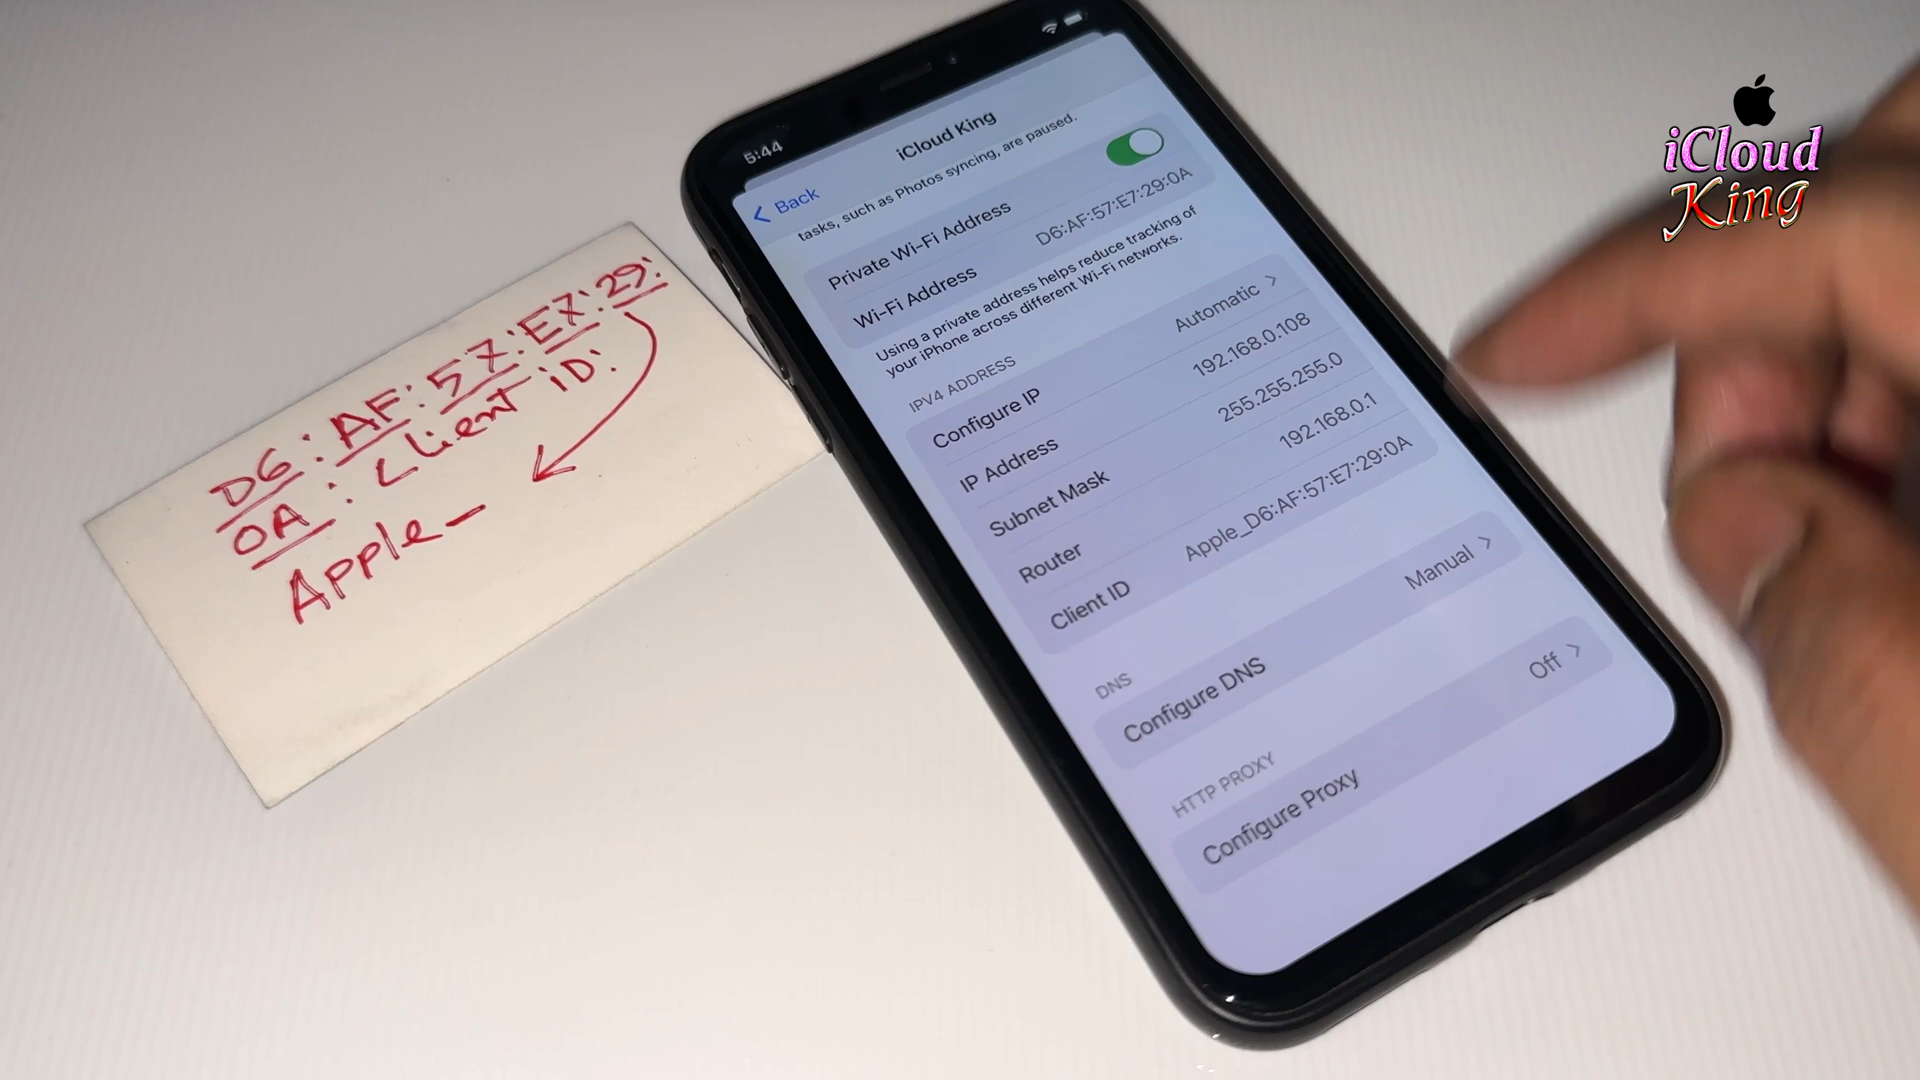 D6:AF:57:E7:29:
0A: Client iD:
Apple_
5:44
iCloud King
Back
tasks, such as Photos syncing, are paused.
Private Wi-Fi Address
Wi-Fi Address D6:AF:57:E7:29:0A
Using a private address helps reduce tracking of
your iPhone across different Wi-Fi networks.
IPV4 ADDRESS
Configure IP Automatic
IP Address 192.168.0.108
Subnet Mask 255.255.255.0
Router 192.168.0.1
Client ID Apple_D6:AF:57:E7:29:0A
DNS
Configure DNS Manual
HTTP PROXY
Configure Proxy Off
iCloud
King